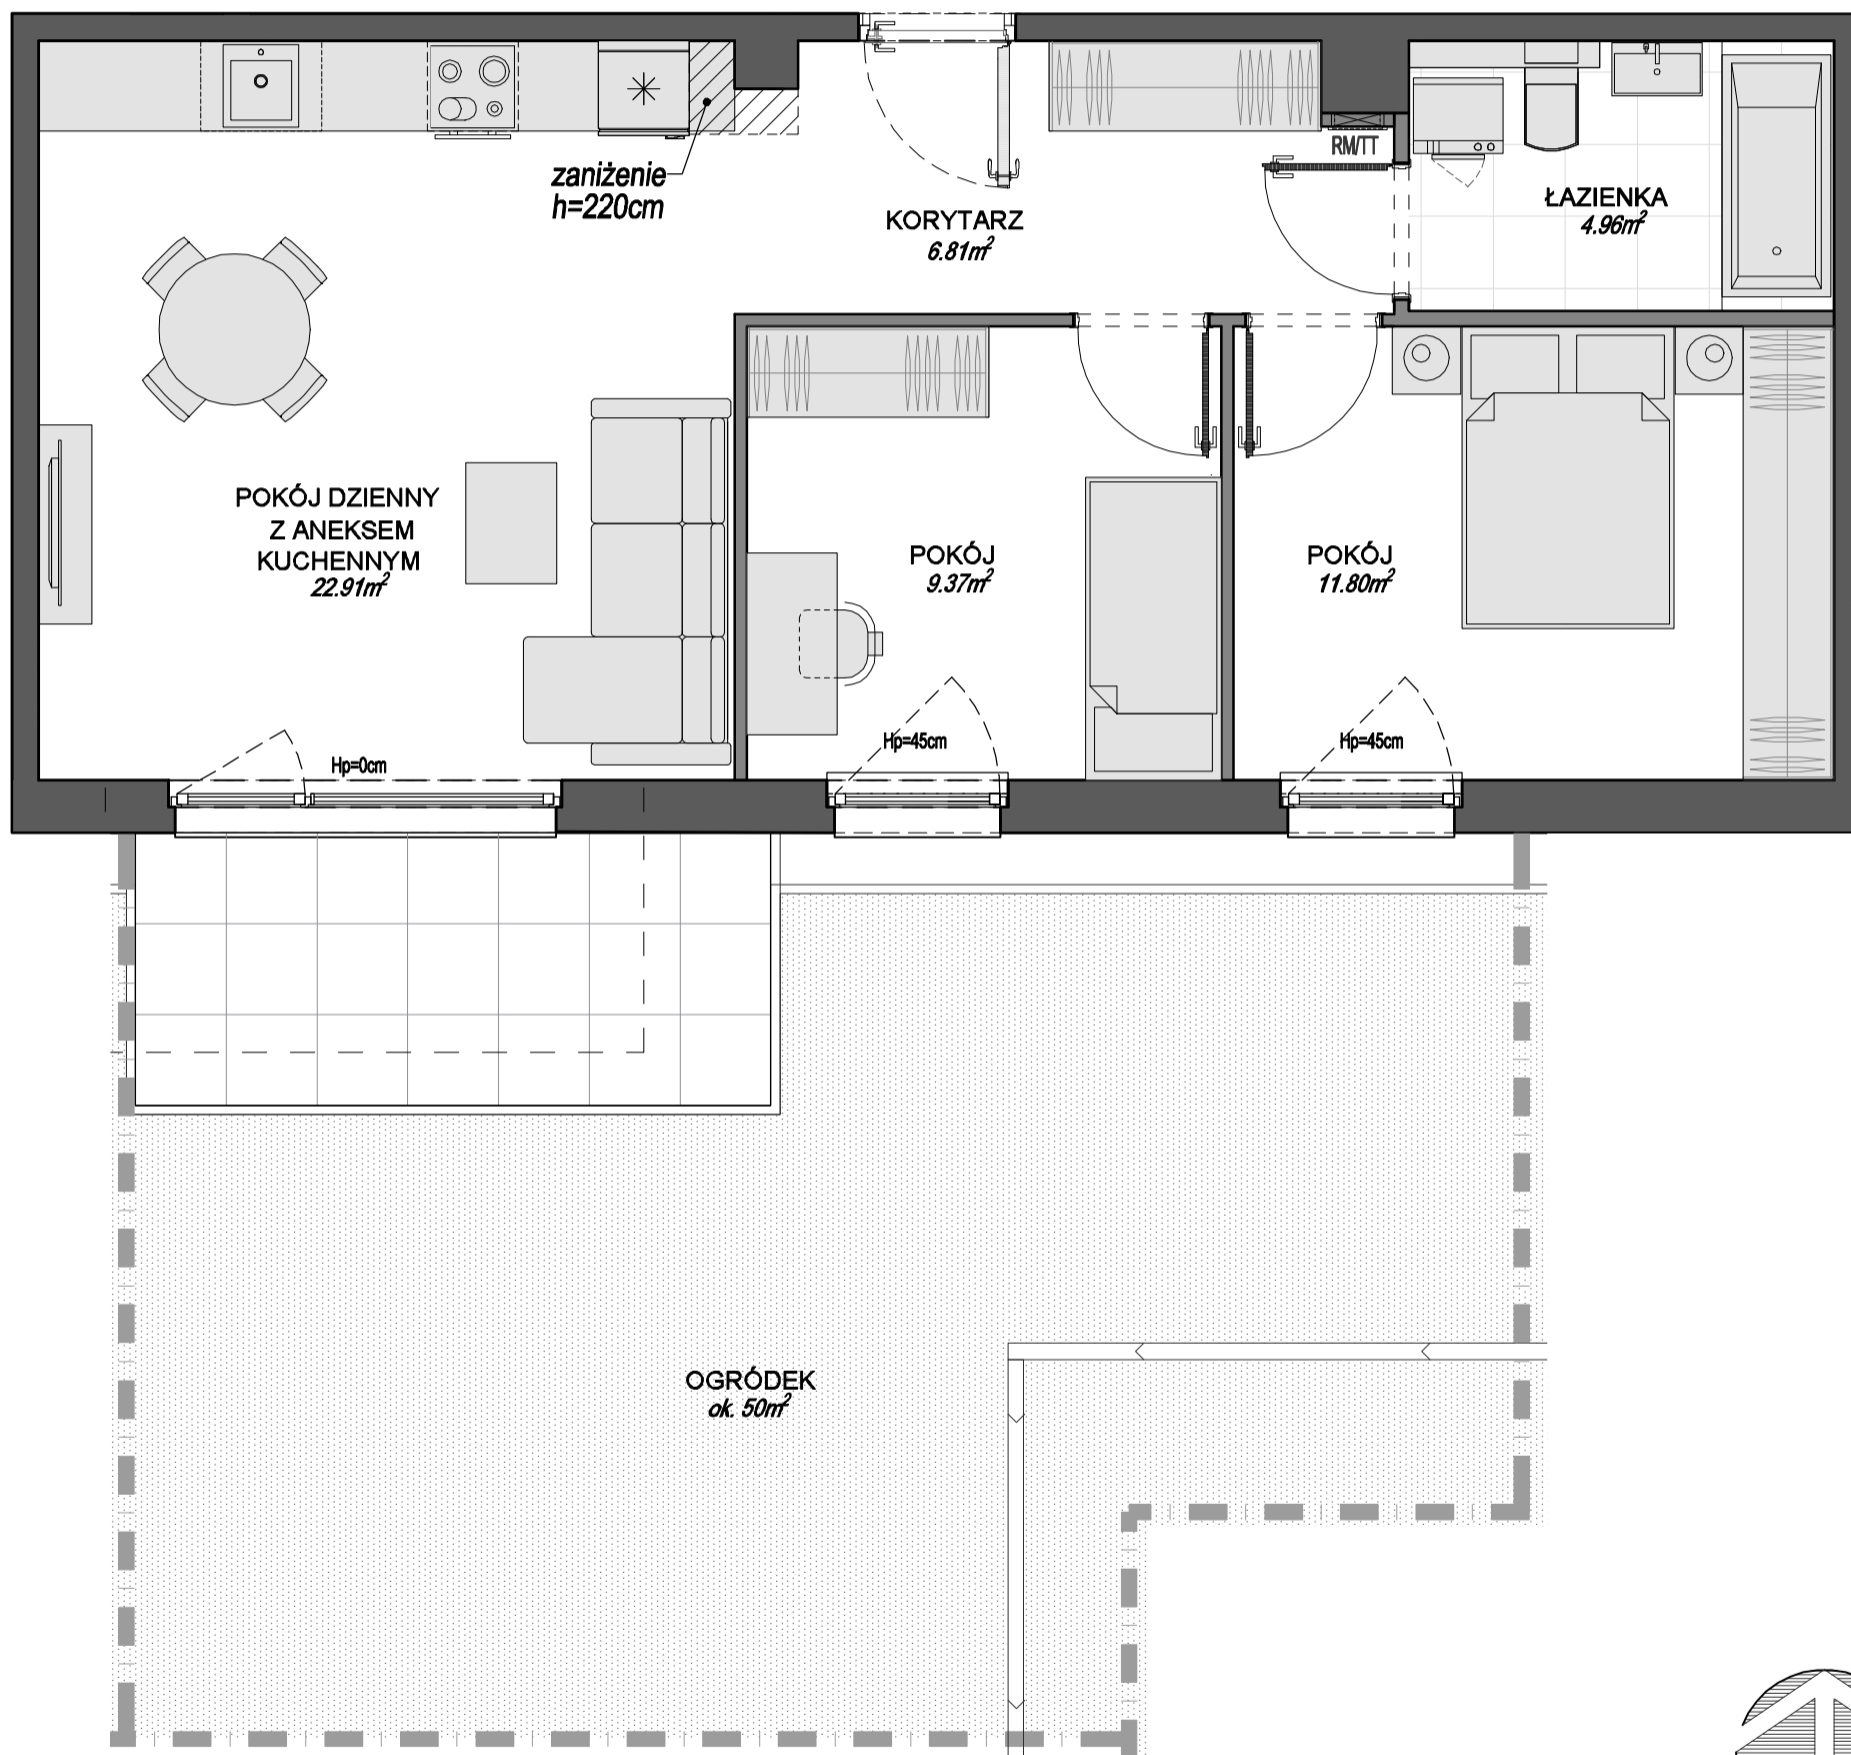 zaniżenie
h=220cm
RM/TT
KORYTARZ
6.81m²
ŁAZIENKA
4.96m²
POKÓJ DZIENNY
Z ANEKSEM
KUCHENNYM
22.91m²
POKÓJ
9.37m²
POKÓJ
11.80m²
Hp=0cm
Hp=45cm
Hp=45cm
OGRÓDEK
ok. 50m²